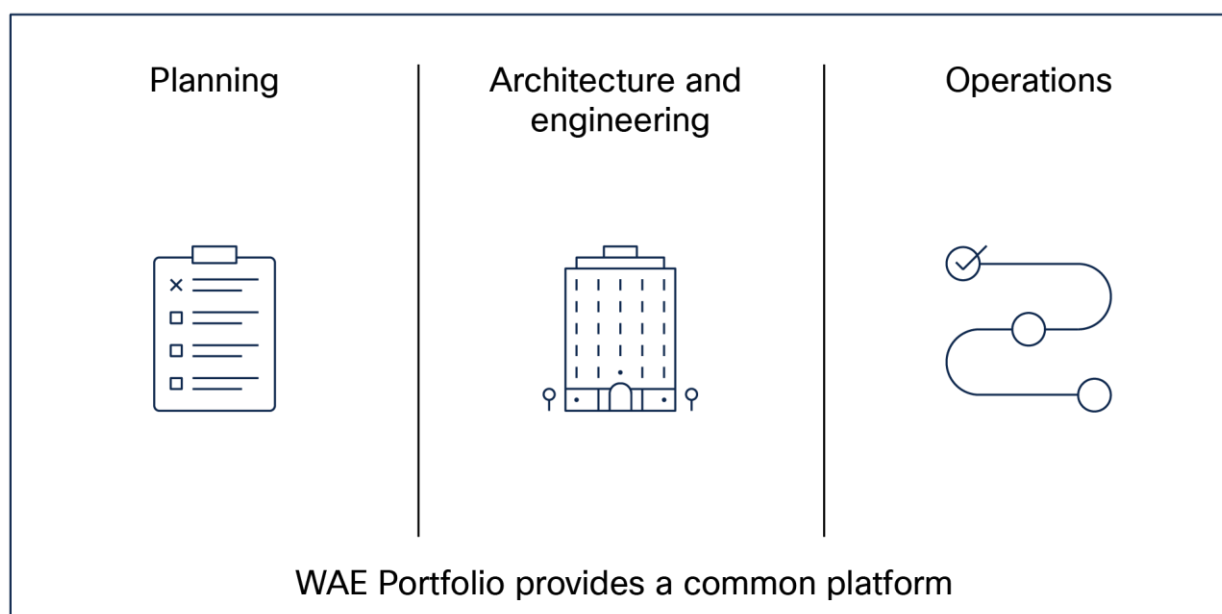 Planning
Architecture and
engineering
Operations
WAE Portfolio provides a common platform